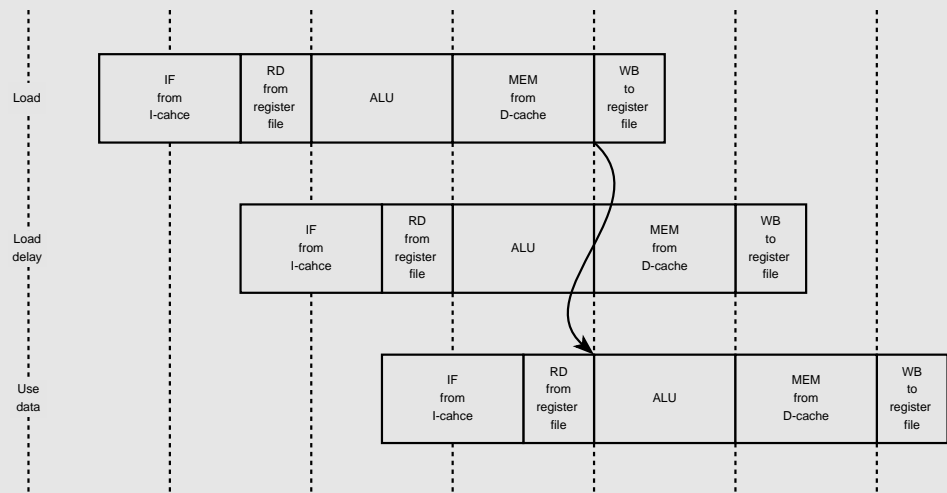 Load
IF
from
I-cahce
RD
from
register
file
ALU
MEM
from
D-cache
WB
to
register
file
Load
delay
IF
from
I-cahce
RD
from
register
file
ALU
MEM
from
D-cache
WB
to
register
file
Use
data
IF
from
I-cahce
RD
from
register
file
ALU
MEM
from
D-cache
WB
to
register
file